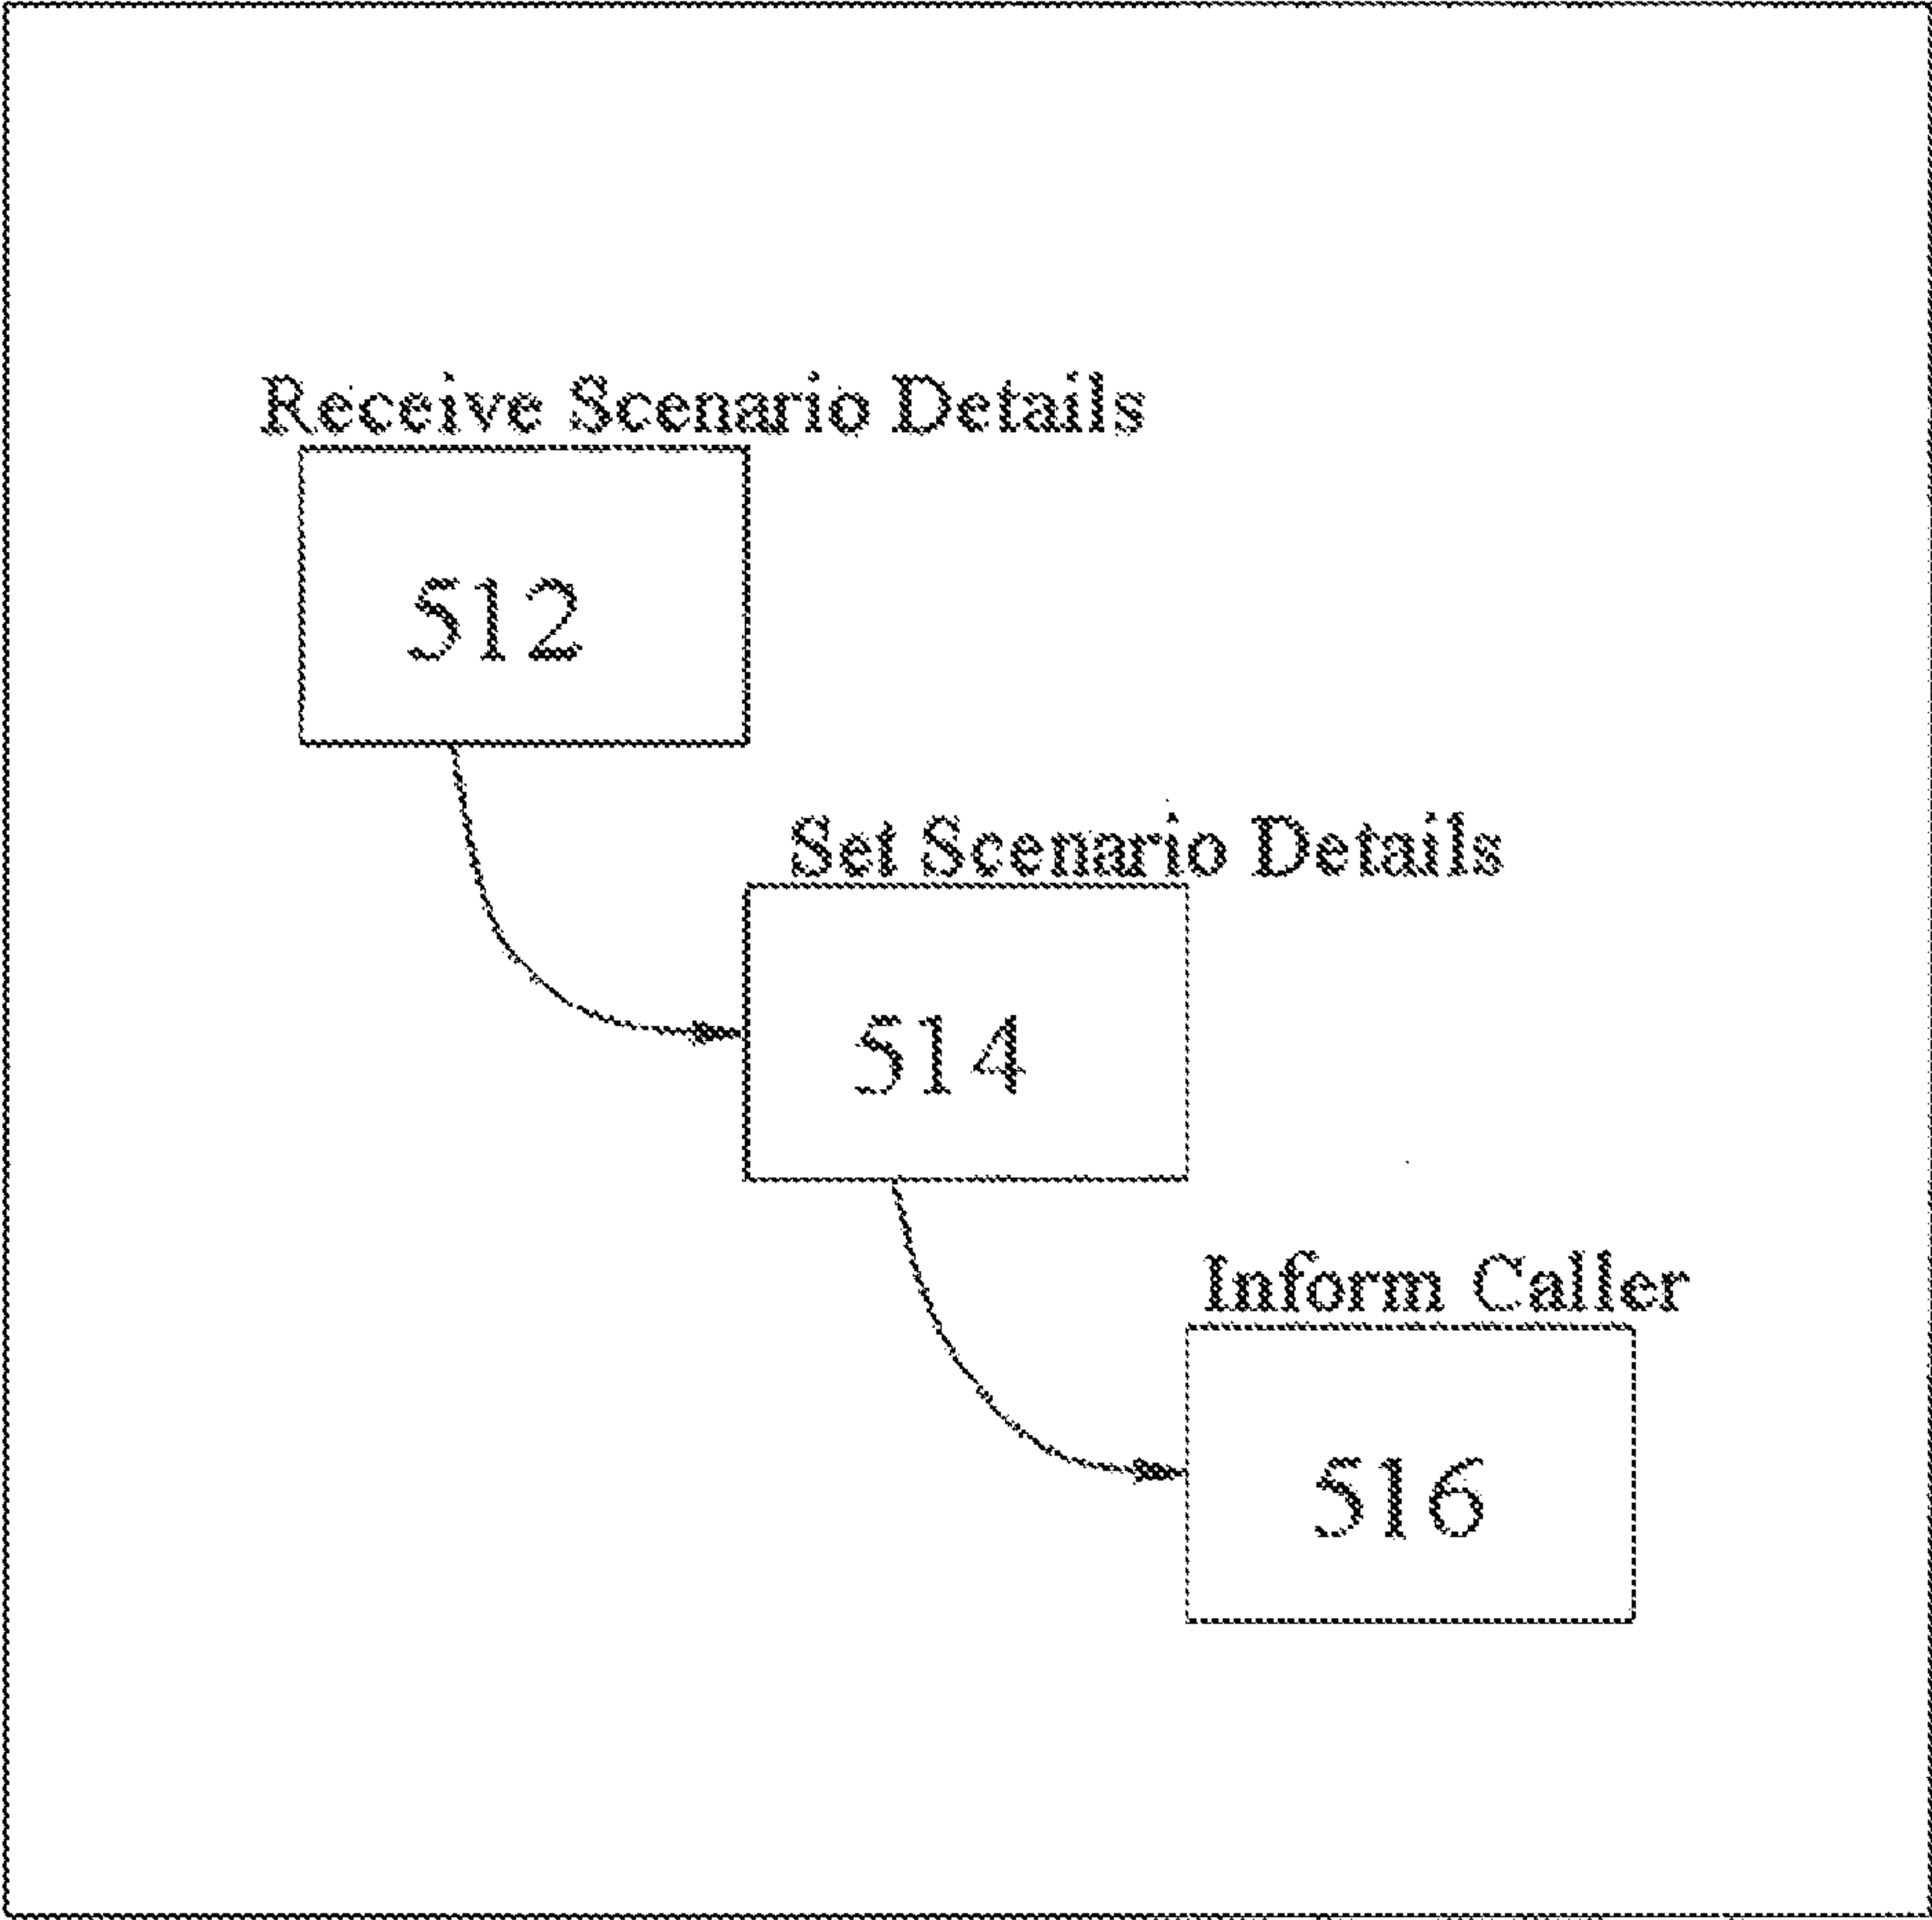 Receive Scenario Details
512
Set Scenario Details
514
Inform Caller
516